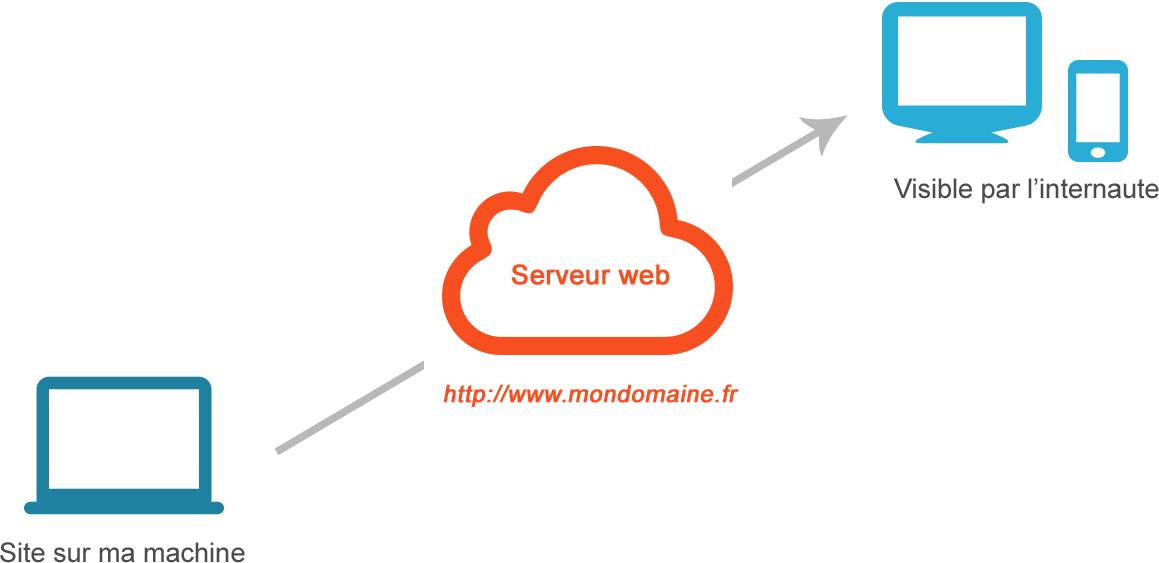 Visible par l’internaute
Serveur web
http://www.mondomaine.fr
Site sur ma machine